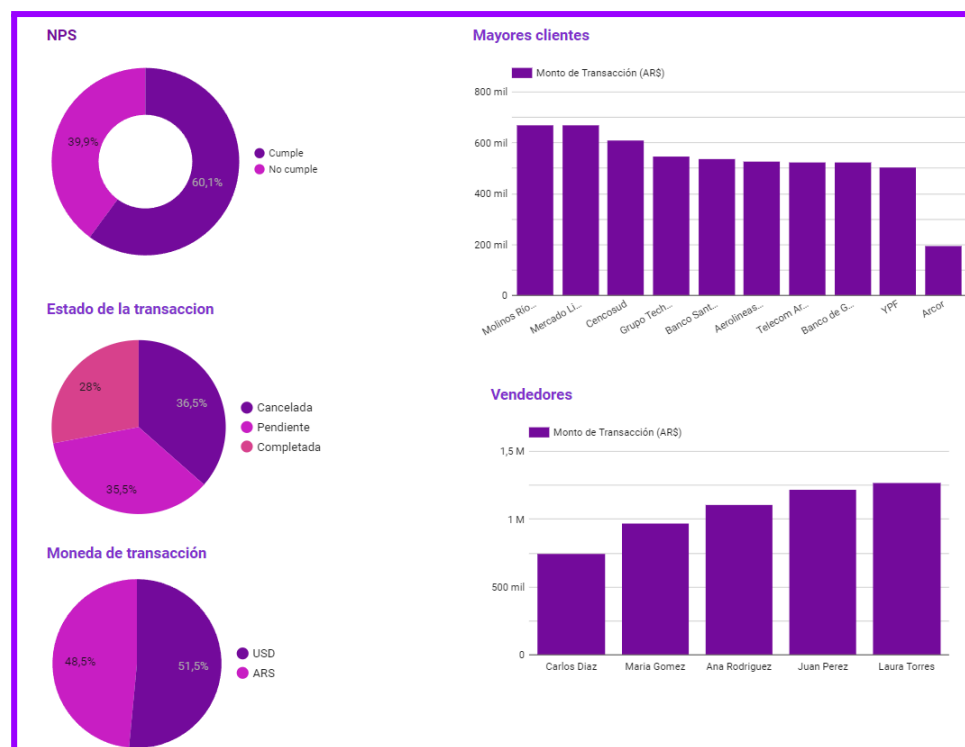 NPS
39,9%
60,1%
Cumple
No cumple
Estado de la transaccion
28%
36,5%
35,5%
Cancelada
Pendiente
Completada
Moneda de transacción
48,5%
51,5%
USD
ARS
Mayores clientes
Monto de Transacción (AR$)
800 mil
600 mil
400 mil
200 mil
0
Molinos Río...
Mercado Li...
Cencosud
Grupo Tech...
Banco Sant...
Aerolineas...
Telecom Ar...
Banco de G...
YPF
Arcor
Vendedores
Monto de Transacción (AR$)
1,5 M
1 M
500 mil
0
Carlos Diaz
Maria Gomez
Ana Rodriguez
Juan Perez
Laura Torres